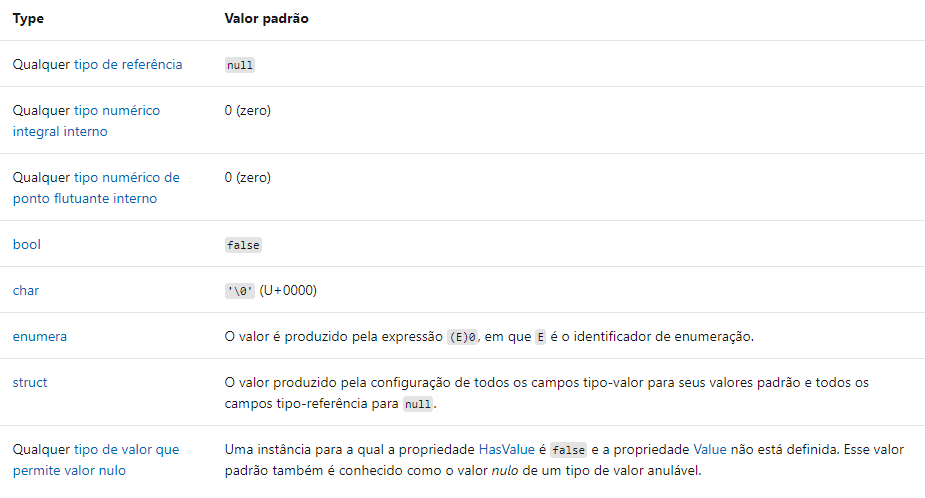 Type Valor padrão
Qualquer tipo de referência null
Qualquer tipo numérico 0 (zero)
integral interno
Qualquer tipo numérico de 0 (zero)
ponto flutuante interno
bool false
char '\0' (U+0000)
enumera O valor é produzido pela expressão (E)0, em que E é o identificador de enumeração.
struct O valor produzido pela configuração de todos os campos tipo-valor para seus valores padrão e todos os
campos tipo-referência para null.
Qualquer tipo de valor que Uma instância para a qual a propriedade HasValue é false e a propriedade Value não está definida. Esse valor
permite valor nulo padrão também é conhecido como o valor nulo de um tipo de valor anulável.